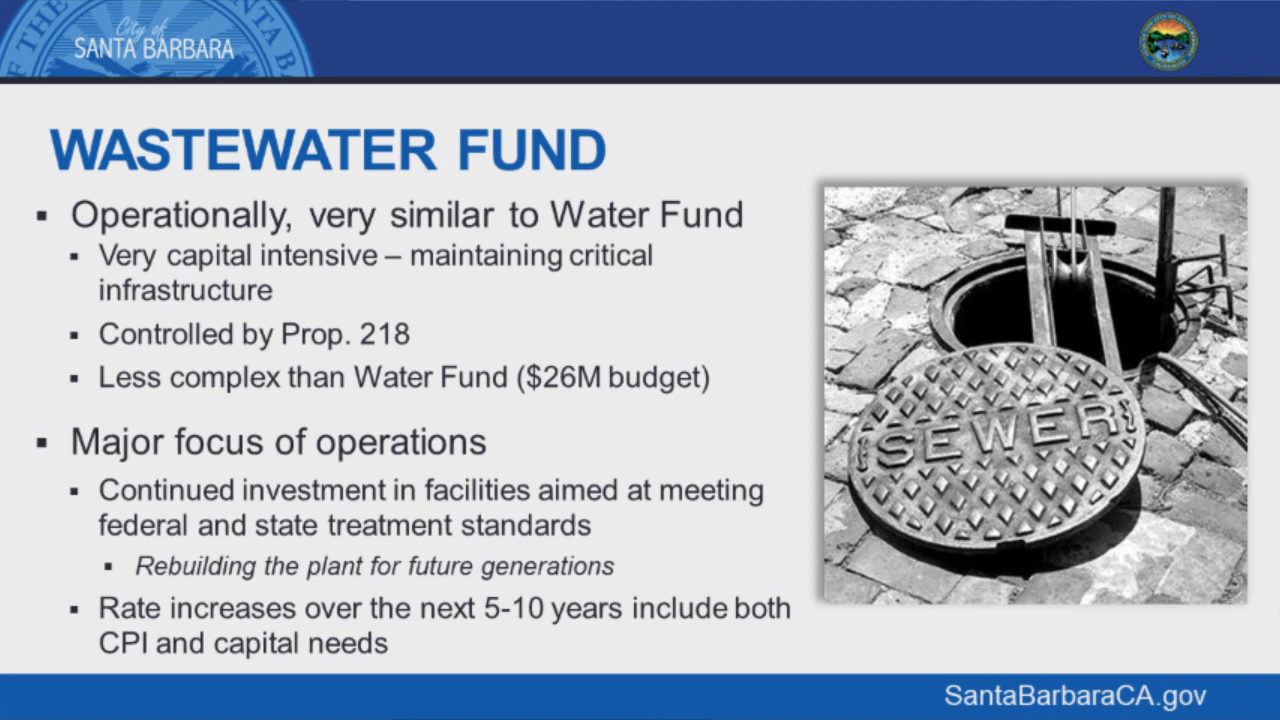 City of
SANTA BARBARA
WASTEWATER FUND
▪ Operationally, very similar to Water Fund
▪ Very capital intensive – maintaining critical
infrastructure
▪ Controlled by Prop. 218
▪ Less complex than Water Fund ($26M budget)
▪ Major focus of operations
▪ Continued investment in facilities aimed at meeting
federal and state treatment standards
▪ Rebuilding the plant for future generations
▪ Rate increases over the next 5-10 years include both
CPI and capital needs
SEWER
SantaBarbaraCA.gov